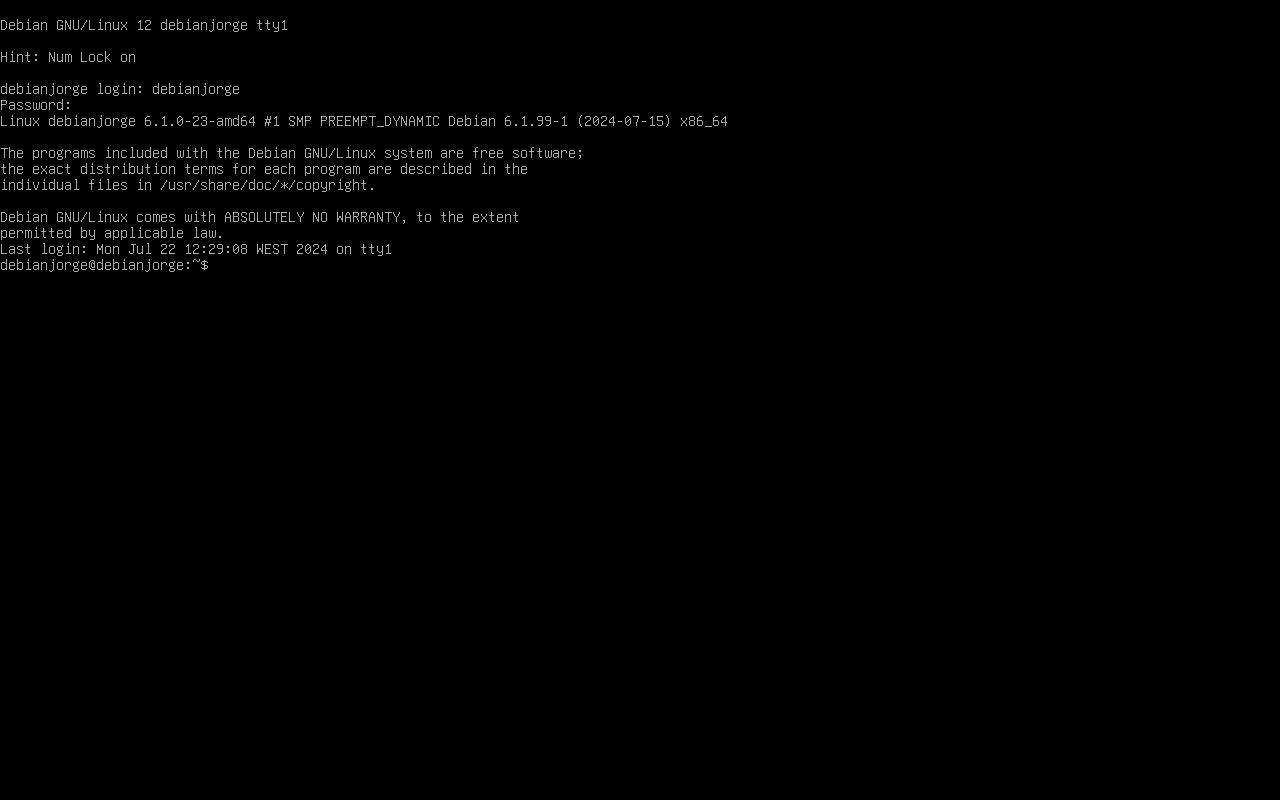 Debian GNU/Linux 12 debianjorge tty1
Hint: Num Lock on
debianjorge login: debianjorge
Password:
Linux debianjorge 6.1.0-23-amd64 #1 SMP PREEMPT_DYNAMIC Debian 6.1.99-1 (2024-07-15) x86_64
The programs included with the Debian GNU/Linux system are free software;
the exact distribution terms for each program are described in the
individual files in /usr/share/doc/*/copyright.
Debian GNU/Linux comes with ABSOLUTELY NO WARRANTY, to the extent
permitted by applicable law.
Last login: Mon Jul 22 12:29:08 WEST 2024 on tty1
debianjorge@debianjorge:~$